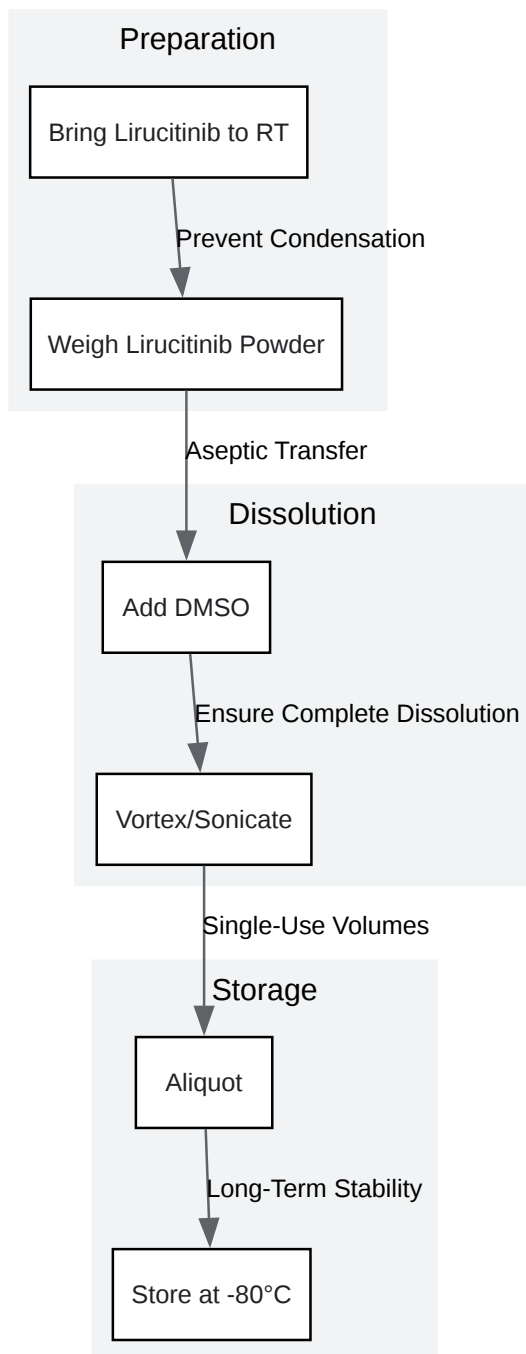 Preparation
Bring Lirucitinib to RT
Prevent Condensation
Weigh Lirucitinib Powder
Aseptic Transfer
Dissolution
Add DMSO
Ensure Complete Dissolution
Vortex/Sonicate
Single-Use Volumes
Storage
Aliquot
Long-Term Stability
Store at -80°C